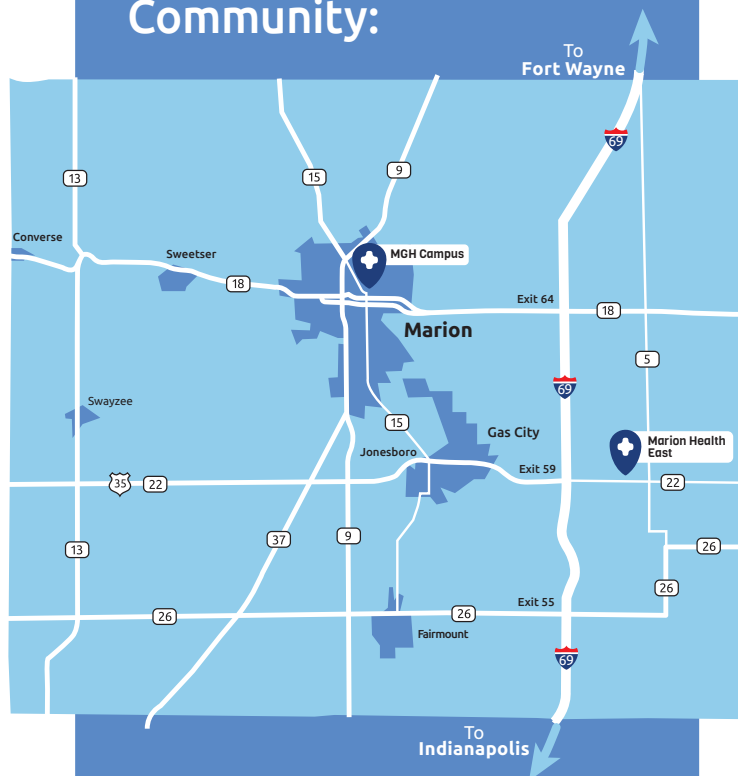 Community:
To
Fort Wayne
69
13
15
9
Converse
Sweetser
MGH Campus
18
Exit 64
18
Marion
5
69
Swayzee
15
Gas City
Jonesboro
Marion Health
East
Exit 59
35
22
22
37
9
13
26
26
Exit 55
26
26
Fairmount
69
To
Indianapolis